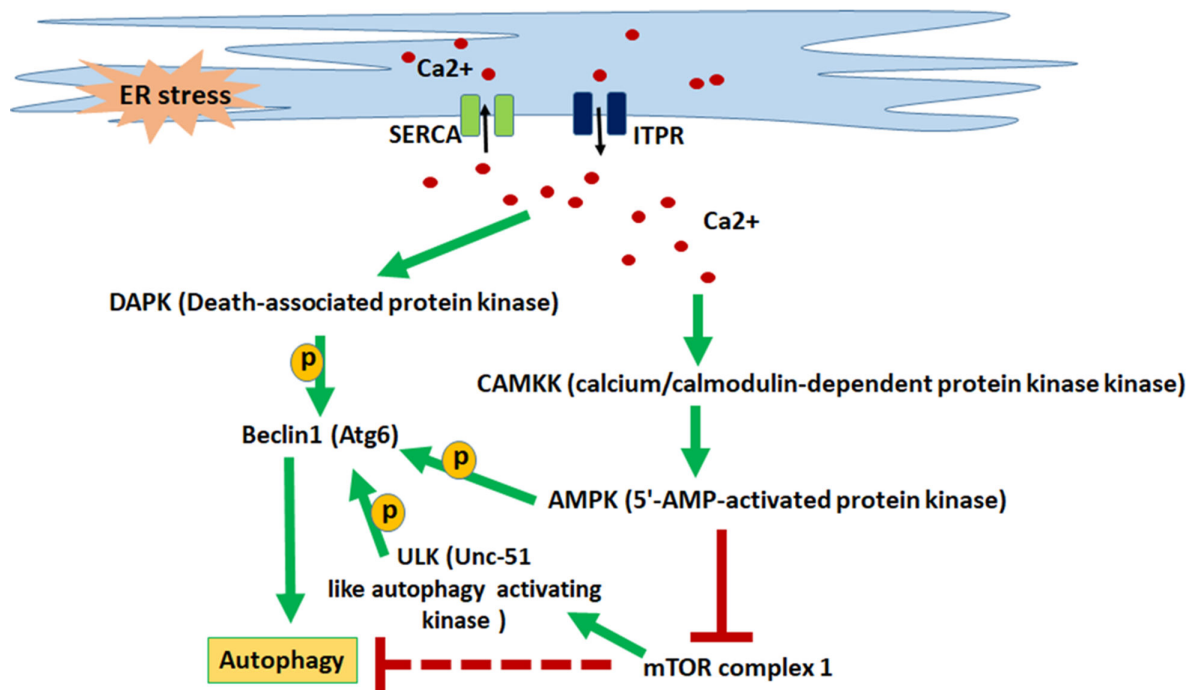 Ca2+
ER stress
SERCA
ITPR
Ca2+
DAPK (Death-associated protein kinase)
p
CAMKK (calcium/calmodulin-dependent protein kinase kinase)
Beclin1 (Atg6)
p
AMPK (5'-AMP-activated protein kinase)
p
ULK (Unc-51
like autophagy activating
kinase )
Autophagy
mTOR complex 1